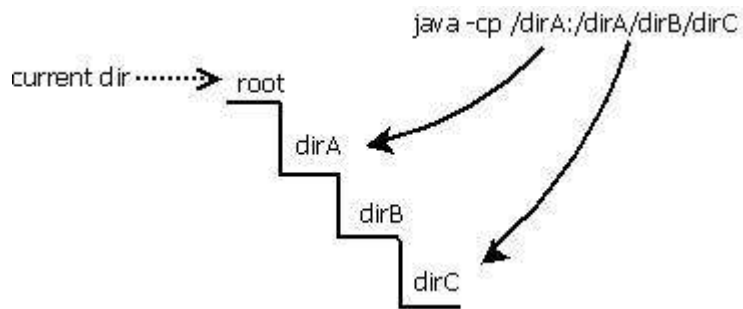 java -cp /dirA:/dirA/dirB/dirC
current dir
root
dirA
dirB
dirC